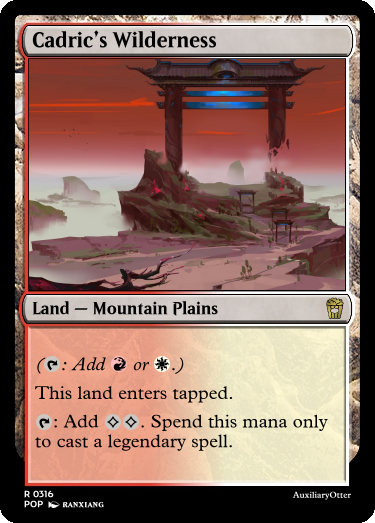 Cadric's Wilderness
Land — Mountain Plains
(: Add or .)
This land enters tapped.
: Add . Spend this mana only
to cast a legendary spell.
R 0316
POP RANXIANG
AuxiliaryOtter